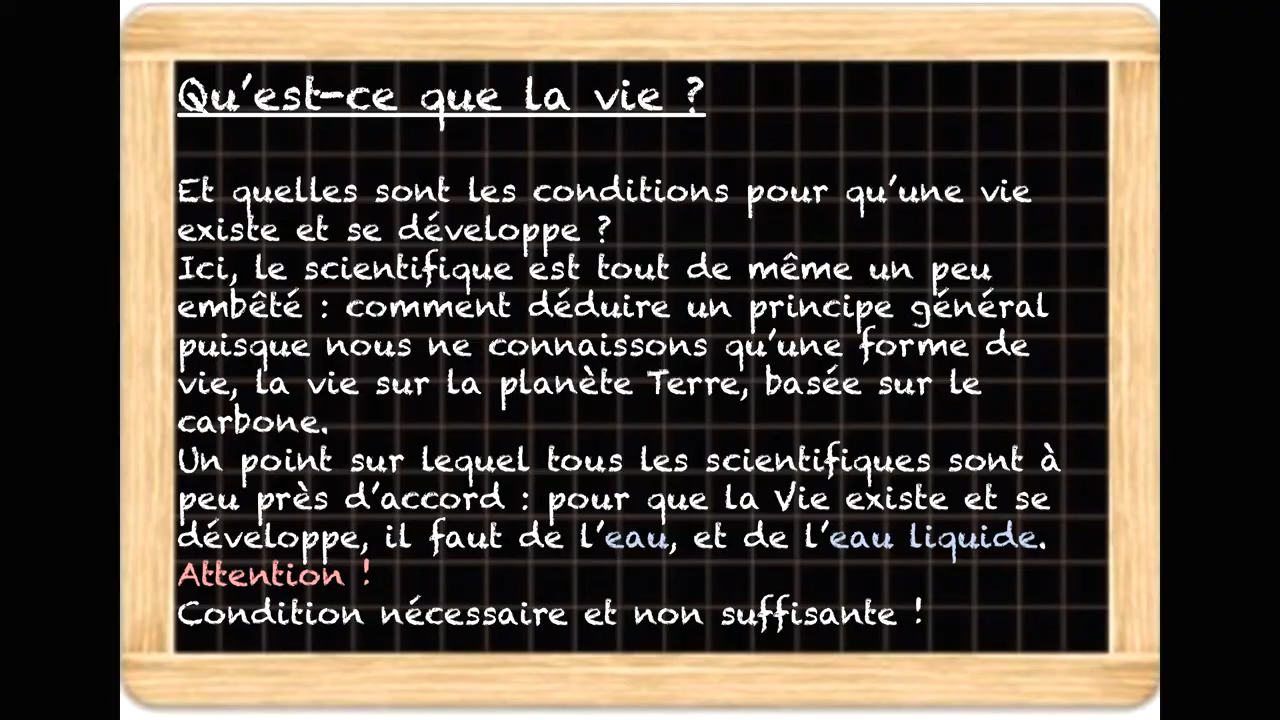 Qu'est-ce que la vie ?
Et quelles sont les conditions pour qu'une vie
existe et se développe ?
Ici, le scientifique est tout de même un peu
embêté : comment déduire un principe général
puisque nous ne connaissons qu'une forme de
vie, la vie sur la planète Terre, basée sur le
carbone.
Un point sur lequel tous les scientifiques sont à
peu près d'accord : pour que la Vie existe et se
développe, il faut de l'eau, et de l'eau liquide.
Attention !
Condition nécessaire et non suffisante !